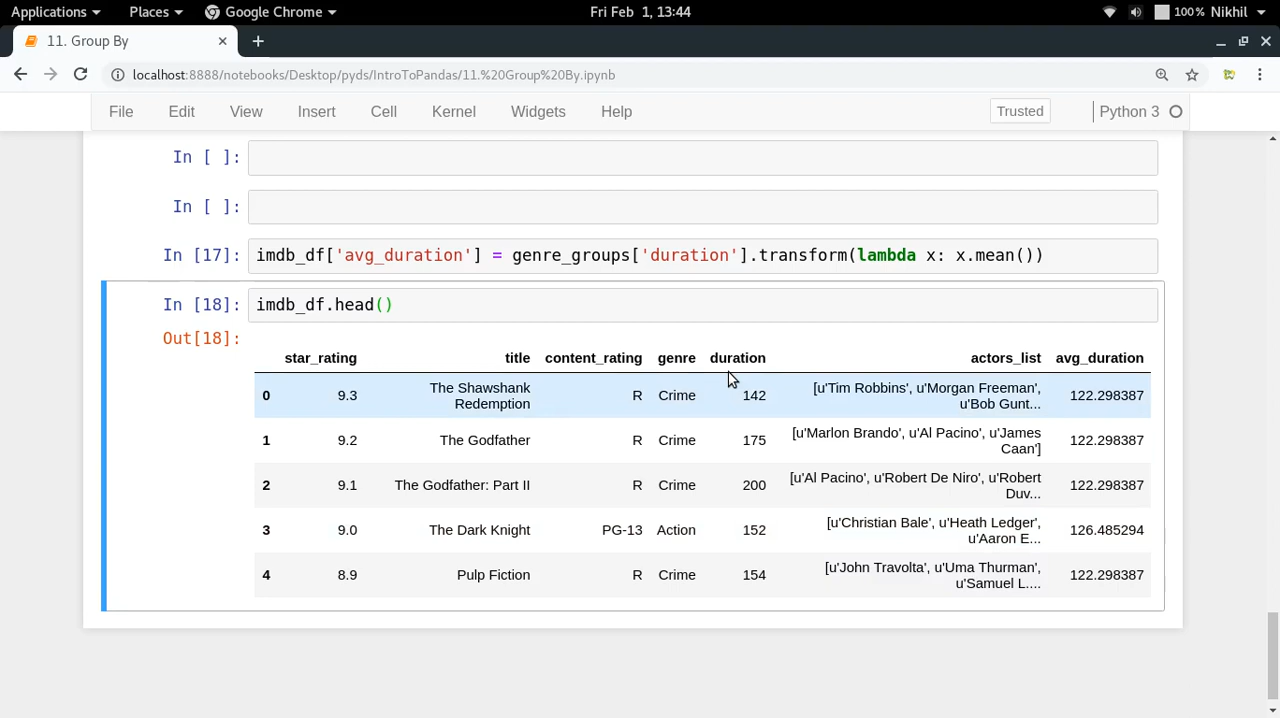 Applications Places Google Chrome Fri Feb 1, 13:44 100% Nikhil
11. Group By
localhost:8888/notebooks/Desktop/pyds/IntroToPandas/11.%20Group%20By.ipynb
File Edit View Insert Cell Kernel Widgets Help Trusted Python 3
In [ ]:
In [ ]:
In [17]: imdb_df['avg_duration'] = genre_groups['duration'].transform(lambda x: x.mean())
In [18]: imdb_df.head()
Out[18]:
star_rating title content_rating genre duration actors_list avg_duration
0 9.3 The Shawshank Redemption R Crime 142 [u'Tim Robbins', u'Morgan Freeman', u'Bob Gunt... 122.298387
1 9.2 The Godfather R Crime 175 [u'Marlon Brando', u'Al Pacino', u'James Caan'] 122.298387
2 9.1 The Godfather: Part II R Crime 200 [u'Al Pacino', u'Robert De Niro', u'Robert Duv... 122.298387
3 9.0 The Dark Knight PG-13 Action 152 [u'Christian Bale', u'Heath Ledger', u'Aaron E... 126.485294
4 8.9 Pulp Fiction R Crime 154 [u'John Travolta', u'Uma Thurman', u'Samuel L.... 122.298387